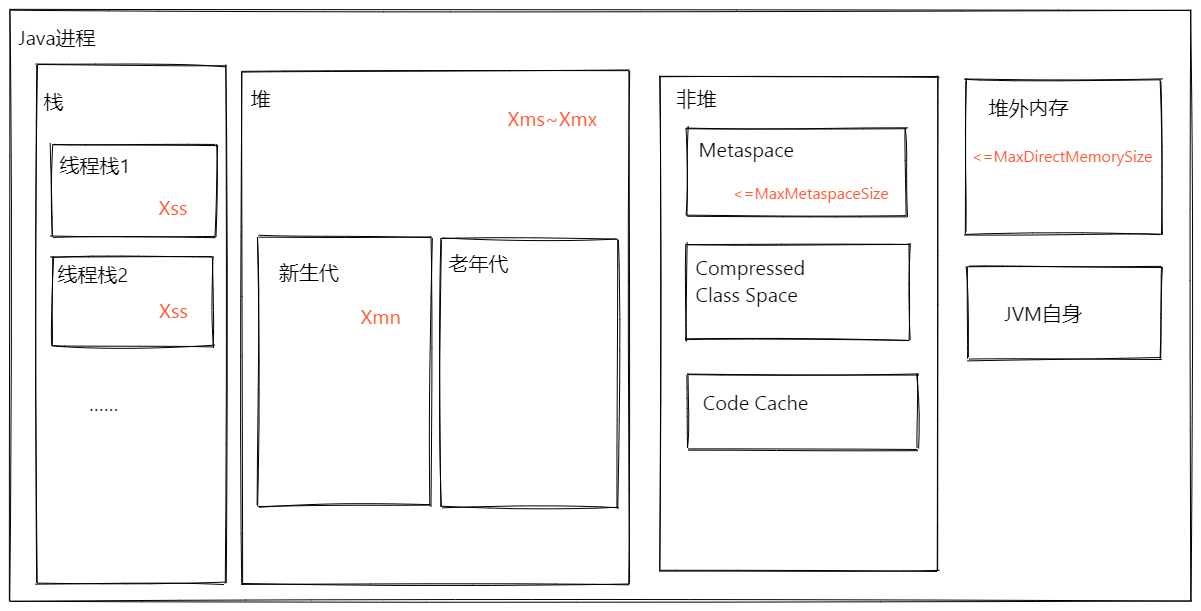 Java进程
栈
线程栈1
Xss
线程栈2
Xss
......
堆
Xms~Xmx
新生代
Xmn
老年代
非堆
Metaspace
<=MaxMetaspaceSize
Compressed
Class Space
Code Cache
堆外内存
<=MaxDirectMemorySize
JVM自身